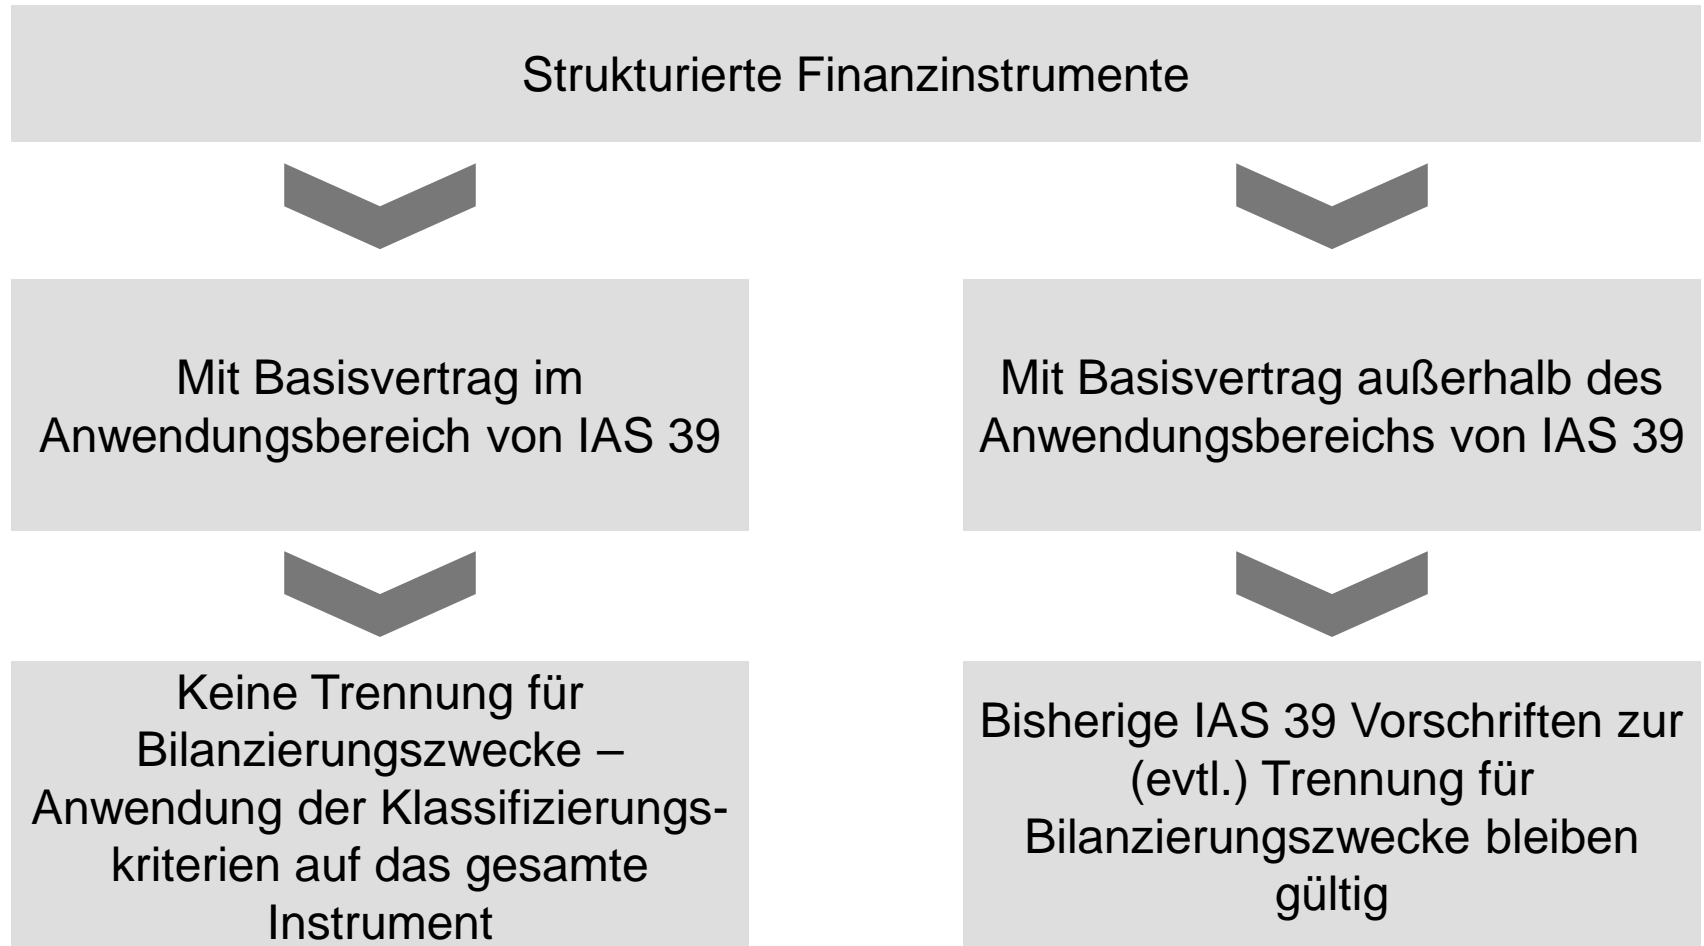 Strukturierte Finanzinstrumente
Mit Basisvertrag im
Anwendungsbereich von IAS 39
Mit Basisvertrag außerhalb des
Anwendungsbereichs von IAS 39
Keine Trennung für
Bilanzierungszwecke –
Anwendung der Klassifizierungs-
kriterien auf das gesamte
Instrument
Bisherige IAS 39 Vorschriften zur
(evtl.) Trennung für
Bilanzierungszwecke bleiben
gültig